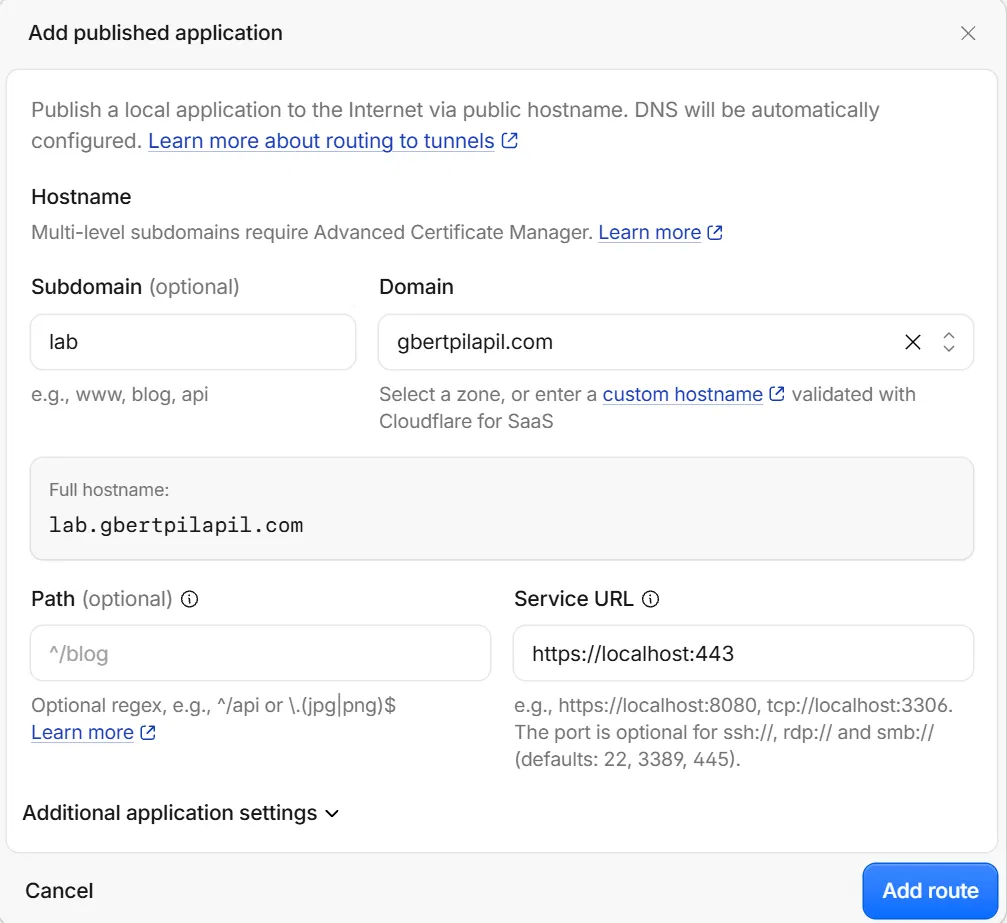 Add published application
Publish a local application to the Internet via public hostname. DNS will be automatically
configured. Learn more about routing to tunnels
Hostname
Multi-level subdomains require Advanced Certificate Manager. Learn more
Subdomain (optional)
Domain
lab
gbertpilapil.com
e.g., www, blog, api
Select a zone, or enter a custom hostname validated with
Cloudflare for SaaS
Full hostname:
lab.gbertpilapil.com
Path (optional)
Service URL
^/blog
https://localhost:443
Optional regex, e.g., ^/api or \.(jpg|png)$
Learn more
e.g., https://localhost:8080, tcp://localhost:3306.
The port is optional for ssh://, rdp:// and smb://
(defaults: 22, 3389, 445).
Additional application settings
Cancel
Add route